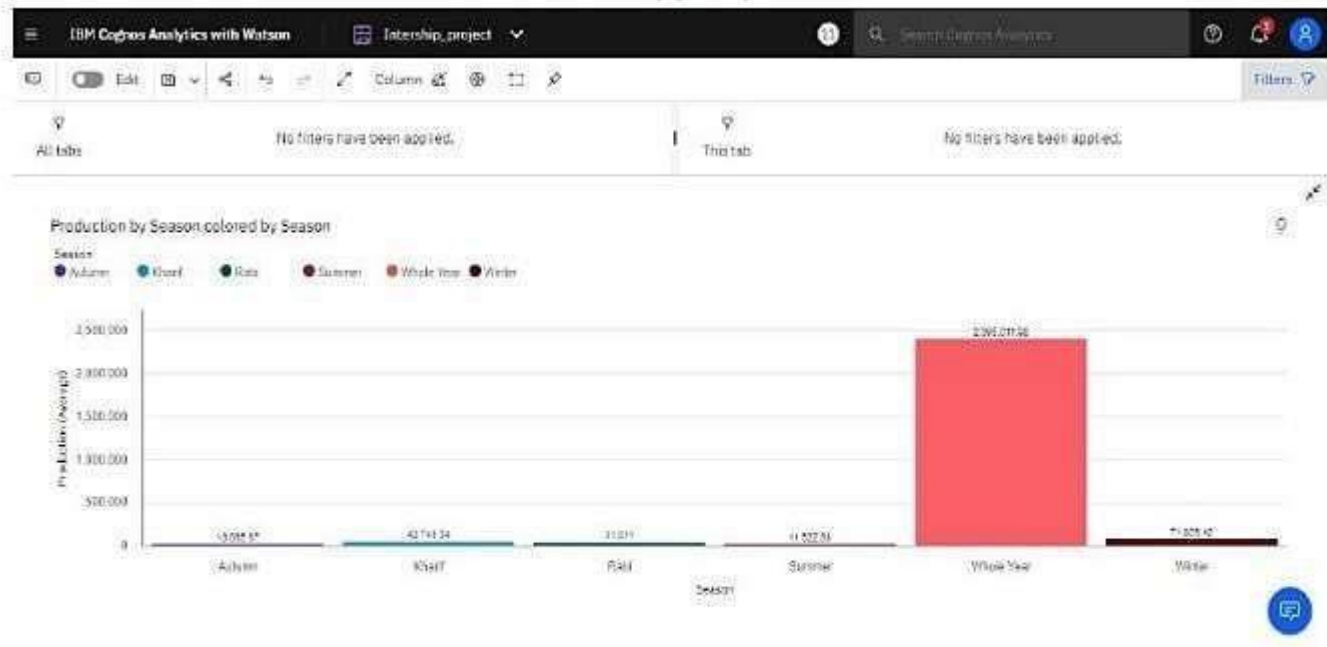 IBM Cognos Analytics with Watson
Intership_project
Search Cognos Analytics
Edit
Column
Filters
All tabs
No filters have been applied.
This tab
No filters have been applied.
Production by Season colored by Season
Season
Autumn Kharif Rabi Summer Whole Year Winter
Production (Average)
2,500,000
2,000,000
1,500,000
1,000,000
500,000
0
Autumn Kharif Rabi Summer Whole Year Winter
Season